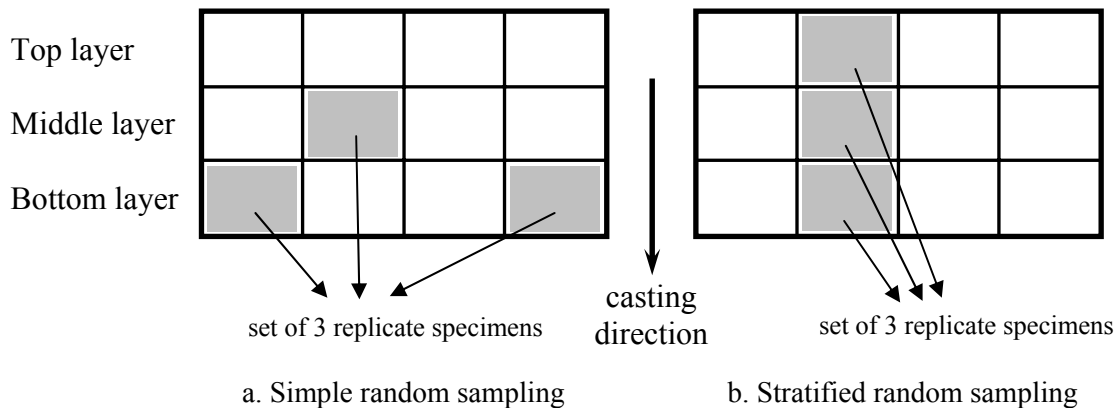 Top layer
Middle layer
Bottom layer
casting
direction
set of 3 replicate specimens
set of 3 replicate specimens
a. Simple random sampling
b. Stratified random sampling